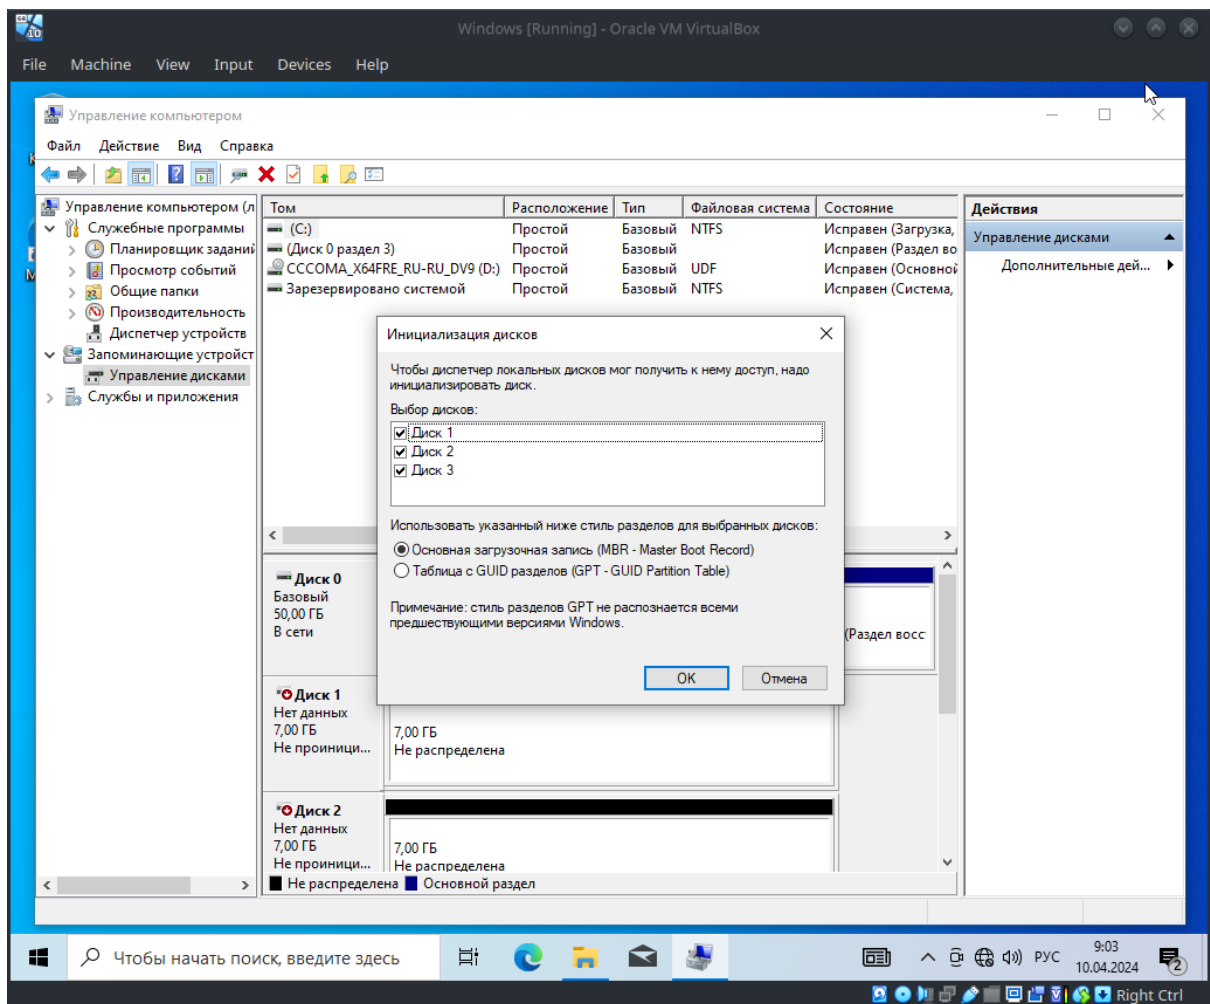 Windows [Running] - Oracle VM VirtualBox
File Machine View Input Devices Help
Управление компьютером
Файл Действие Вид Справка
Управление компьютером (л
Служебные программы
Планировщик заданий
Просмотр событий
Общие папки
Производительность
Диспетчер устройств
Запоминающие устройст
Управление дисками
Службы и приложения
Том Расположение Тип Файловая система Состояние
(C:) Простой Базовый NTFS Исправен (Загрузка,
(Диск 0 раздел 3) Простой Базовый Исправен (Раздел во
CCCOMA_X64FRE_RU-RU_DV9 (D:) Простой Базовый UDF Исправен (Основной
Зарезервировано системой Простой Базовый NTFS Исправен (Система,
Действия
Управление дисками
Дополнительные дей...
Инициализация дисков
Чтобы диспетчер локальных дисков мог получить к нему доступ, надо
инициализировать диск.
Выбор дисков:
Диск 1
Диск 2
Диск 3
Использовать указанный ниже стиль разделов для выбранных дисков:
Основная загрузочная запись (MBR - Master Boot Record)
Таблица с GUID разделов (GPT - GUID Partition Table)
Примечание: стиль разделов GPT не распознается всеми
предшествующими версиями Windows.
OK Отмена
Диск 0
Базовый
50,00 ГБ
В сети
(Раздел восс
Диск 1
Нет данных
7,00 ГБ
Не проиници...
7,00 ГБ
Не распределена
Диск 2
Нет данных
7,00 ГБ
Не проиници...
7,00 ГБ
Не распределена
Не распределена Основной раздел
Чтобы начать поиск, введите здесь
РУС
9:03
10.04.2024
2
Right Ctrl